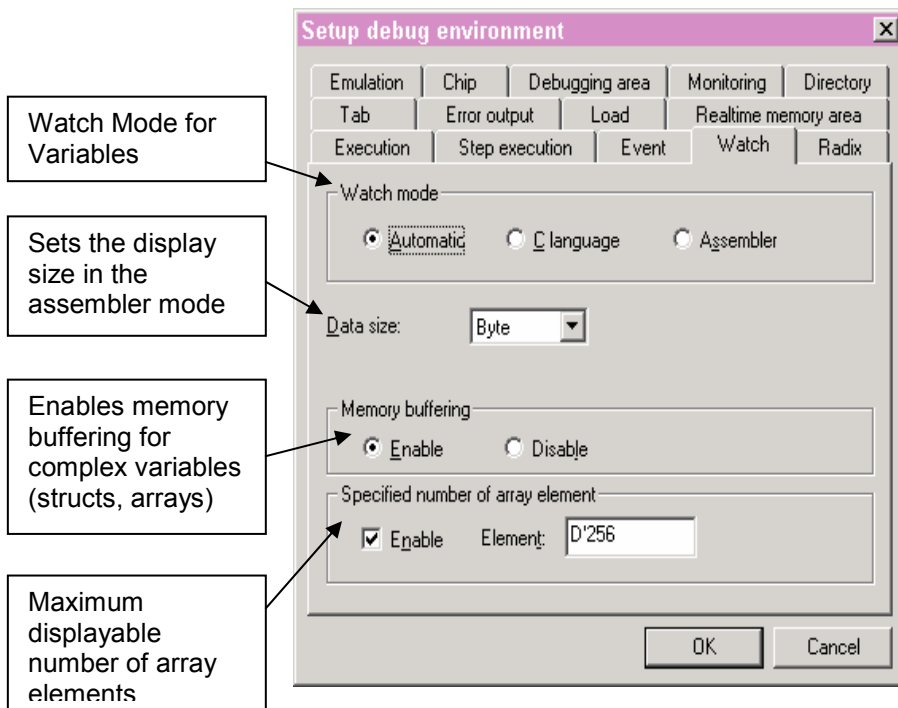 Setup debug environment
Emulation Chip Debugging area Monitoring Directory
Tab Error output Load Realtime memory area
Execution Step execution Event Watch Radix
Watch Mode for
Variables
Watch mode
Automatic C language Assembler
Sets the display
size in the
assembler mode
Data size: Byte
Enables memory
buffering for
complex variables
(structs, arrays)
Memory buffering
Enable Disable
Specified number of array element
Enable Element: D'256
Maximum
displayable
number of array
elements
OK Cancel